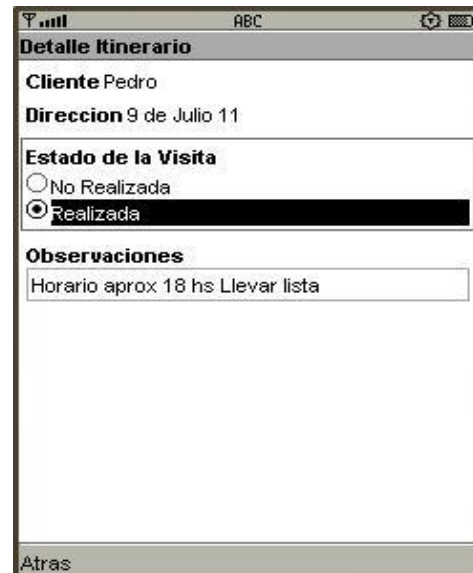 ABC
Detalle Itinerario
Cliente Pedro
Direccion 9 de Julio 11
Estado de la Visita
No Realizada
Realizada
Observaciones
Horario aprox 18 hs Llevar lista
Atras